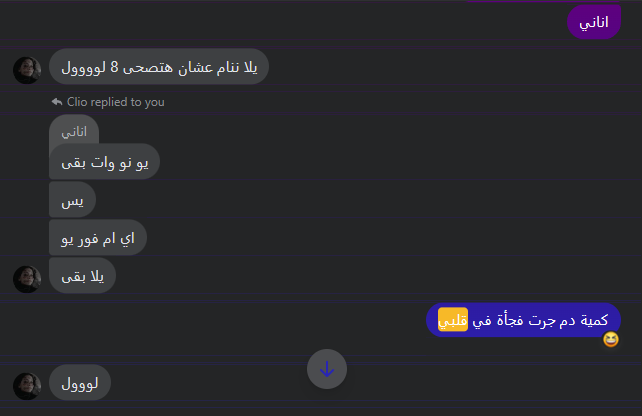 اناني
يلا ننام عشان هتصحى 8 لوووول
Clio replied to you
اناني
يو نو وات بقى
يس
اي ام فور يو
يلا بقى
كمية دم جرت فجأة في قلبي
لووول